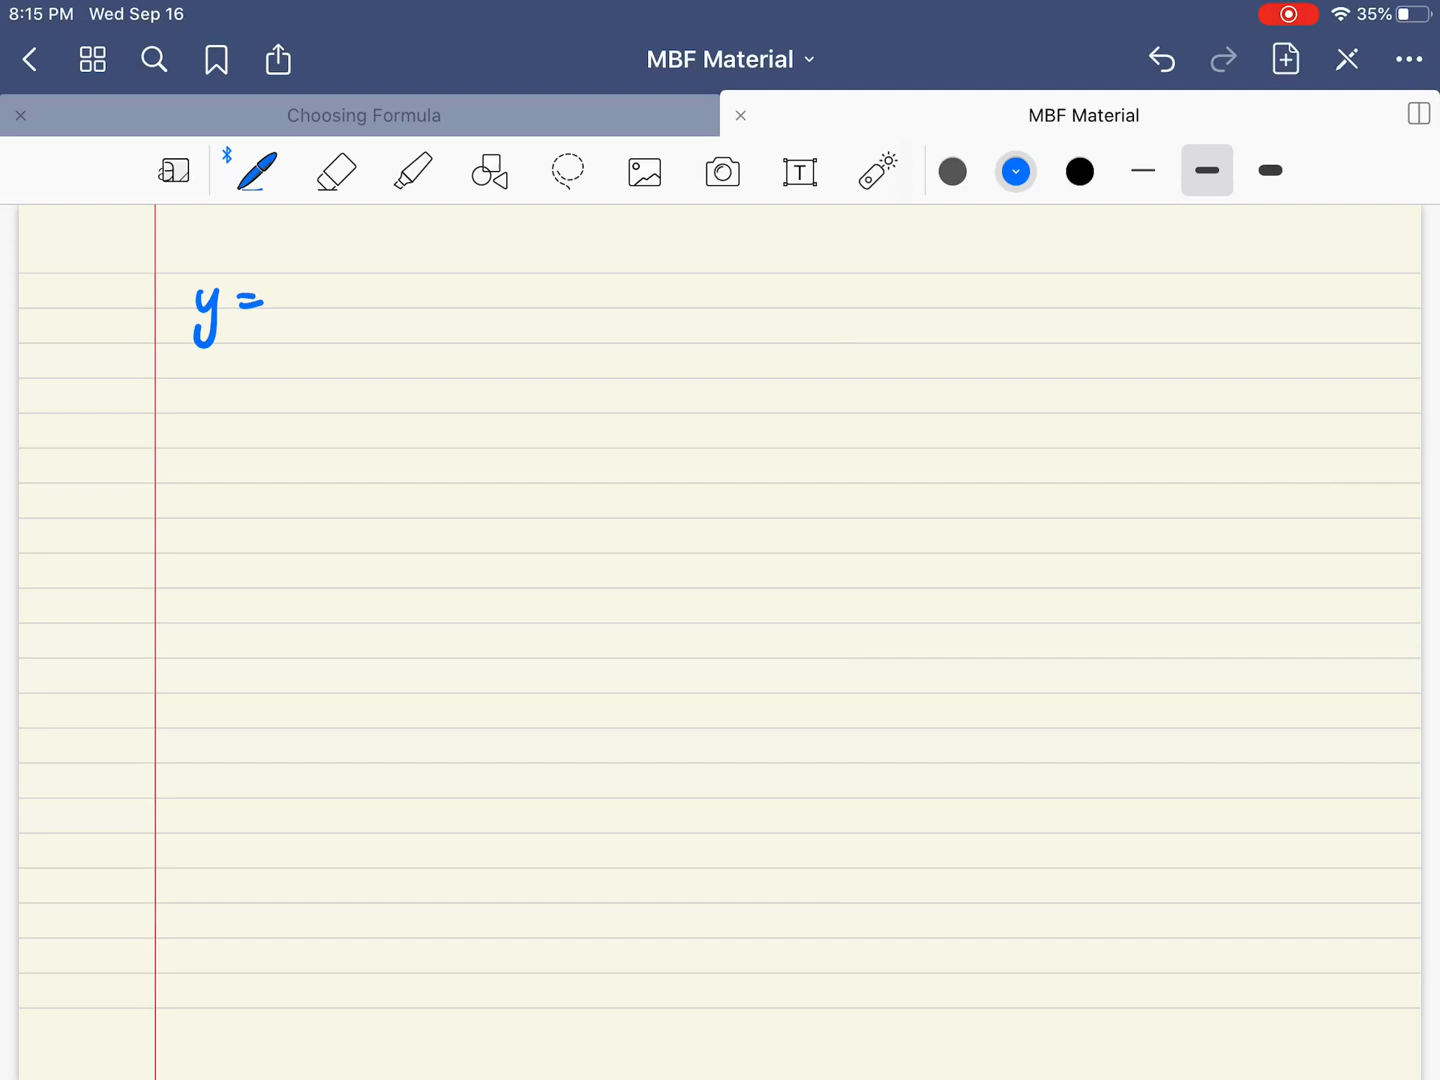 8:15 PM Wed Sep 16 35%
MBF Material
Choosing Formula MBF Material
y =